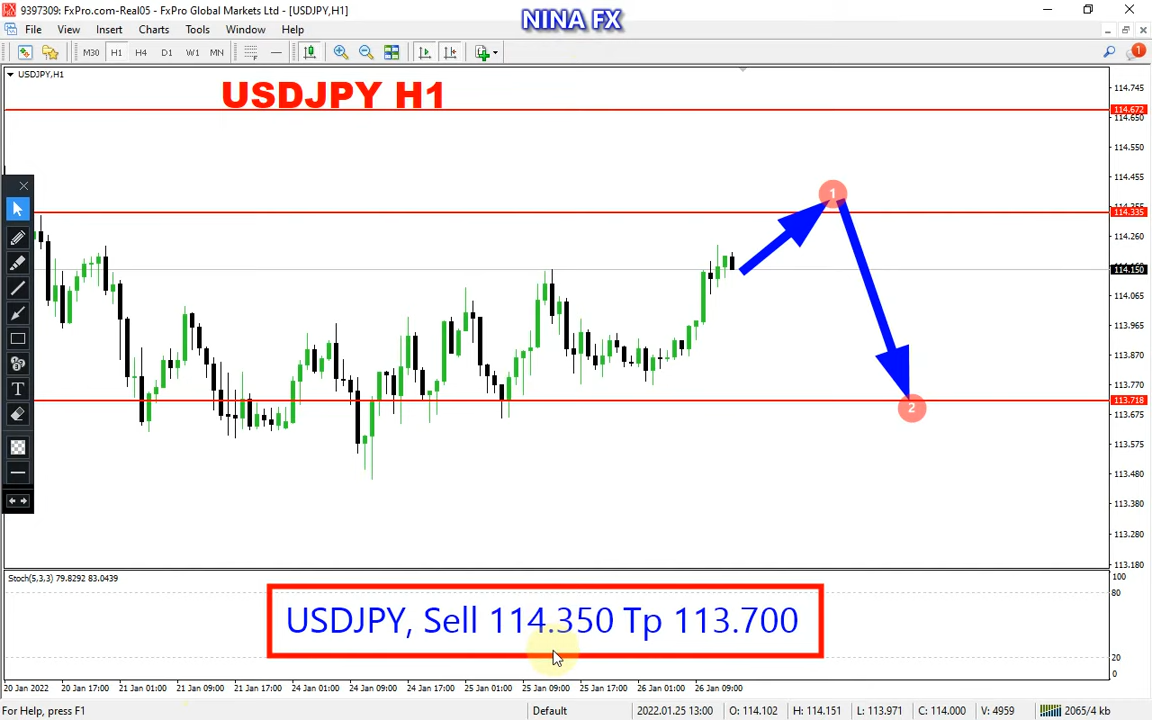 9397309: FxPro.com-Real05 - FxPro Global Markets Ltd - [USDJPY,H1]
NINA FX
File View Insert Charts Tools Window Help
M30 H1 H4 D1 W1 MN
1
USDJPY,H1
USDJPY H1
114.745
114.672
114.650
114.550
114.455
1
114.335
114.260
114.150
114.065
113.965
113.870
113.770
113.718
2
113.675
113.575
113.480
113.380
113.280
113.180
T
Stoch(5,3,3) 79.8292 83.0439
100
80
USDJPY, Sell 114.350 Tp 113.700
20
0
20 Jan 2022 20 Jan 17:00 21 Jan 01:00 21 Jan 09:00 21 Jan 17:00 24 Jan 01:00 24 Jan 09:00 24 Jan 17:00 25 Jan 01:00 25 Jan 09:00 25 Jan 17:00 26 Jan 01:00 26 Jan 09:00
For Help, press F1 Default 2022.01.25 13:00 O: 114.102 H: 114.151 L: 113.971 C: 114.000 V: 4959 2065/4 kb